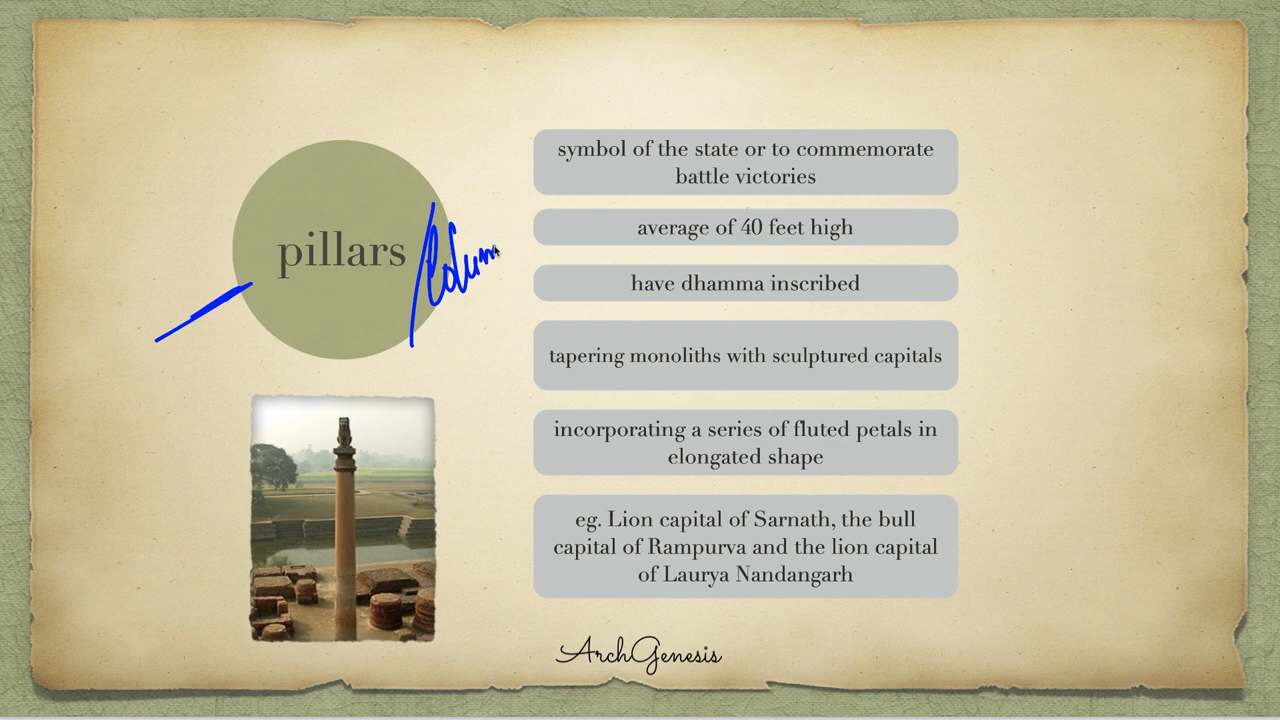 pillars
symbol of the state or to commemorate
battle victories
average of 40 feet high
have dhamma inscribed
tapering monoliths with sculptured capitals
incorporating a series of fluted petals in
elongated shape
eg. Lion capital of Sarnath, the bull
capital of Rampurva and the lion capital
of Laurya Nandangarh
ArchGenesis